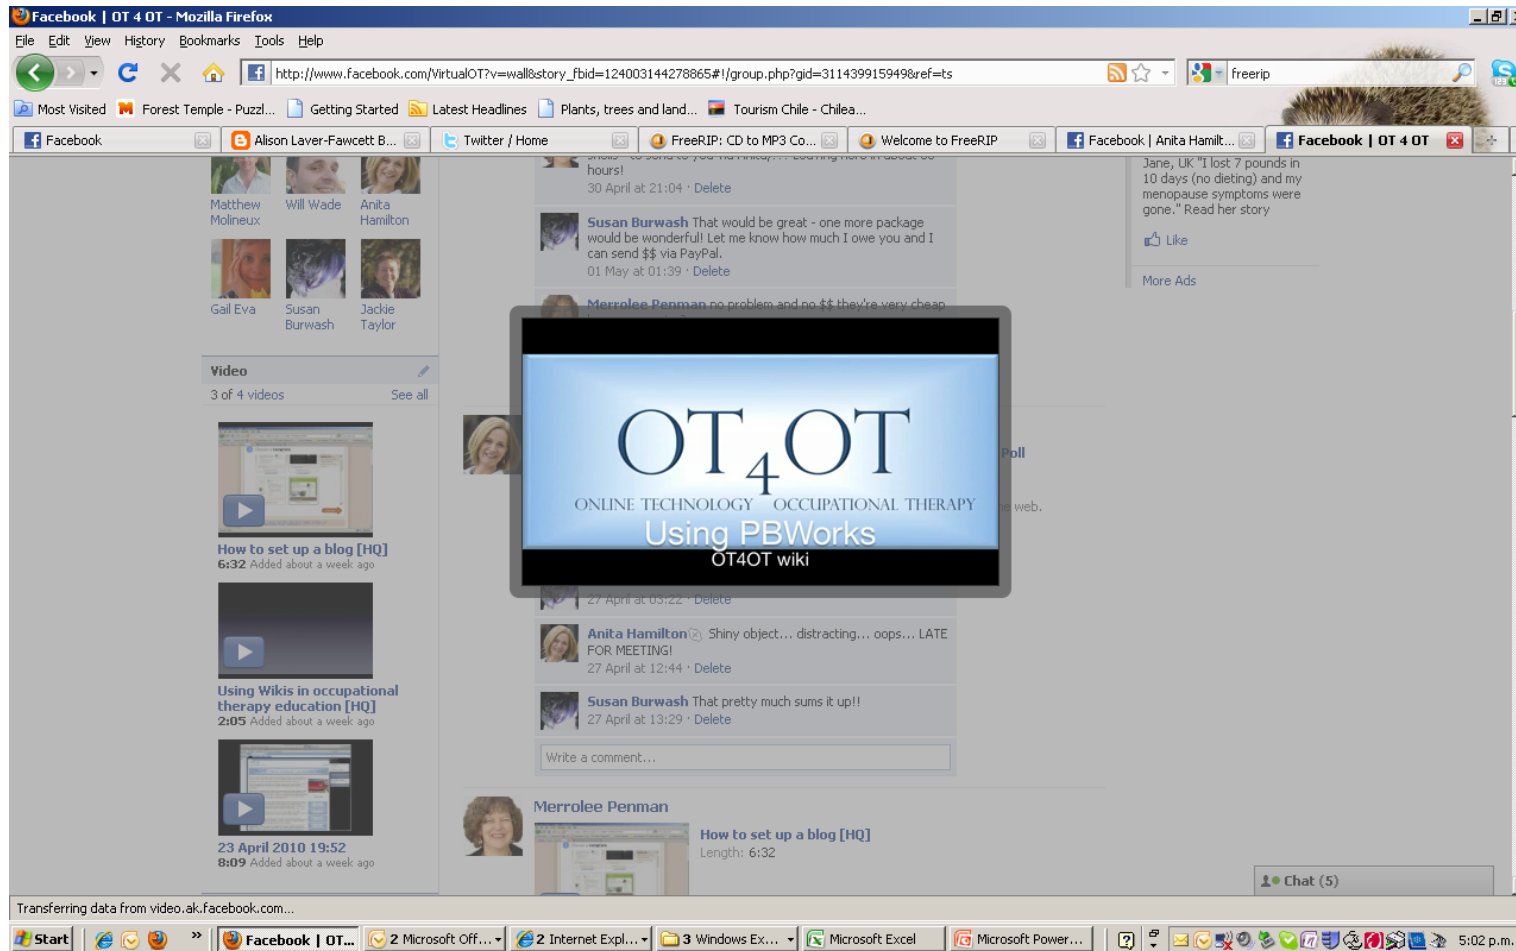 Facebook | OT 4 OT - Mozilla Firefox
File Edit View History Bookmarks Tools Help
http://www.facebook.com/VirtualOT?v=wall&story_fbid=124003144278865#!/group.php?gid=311439915949&ref=ts
freerip
Most Visited Forest Temple - Puzzl... Getting Started Latest Headlines Plants, trees and land... Tourism Chile - Chilea...
Facebook Alison Laver-Fawcett B... Twitter / Home FreeRIP: CD to MP3 Co... Welcome to FreeRIP Facebook | Anita Hamilt... Facebook | OT 4 OT
Matthew Molineux
Will Wade
Anita Hamilton
Gail Eva
Susan Burwash
Jackie Taylor
Video
3 of 4 videos See all
How to set up a blog [HQ]
6:32 Added about a week ago
Using Wikis in occupational
therapy education [HQ]
2:05 Added about a week ago
23 April 2010 19:52
8:09 Added about a week ago
hours!
30 April at 21:04 · Delete
Susan Burwash That would be great - one more package
would be wonderful! Let me know how much I owe you and I
can send $$ via PayPal.
01 May at 01:39 · Delete
Merrolee Penman no problem and no $$ they're very cheap
OT4OT
ONLINE TECHNOLOGY OCCUPATIONAL THERAPY
Using PBWorks
OT4OT wiki
Poll
web.
27 April at 03:22 · Delete
Anita Hamilton Shiny object... distracting... oops... LATE
FOR MEETING!
27 April at 12:44 · Delete
Susan Burwash That pretty much sums it up!!
27 April at 13:29 · Delete
Write a comment...
Merrolee Penman
How to set up a blog [HQ]
Length: 6:32
Jane, UK "I lost 7 pounds in
10 days (no dieting) and my
menopause symptoms were
gone." Read her story
Like
More Ads
Chat (5)
Transferring data from video.ak.facebook.com...
Start » Facebook | OT... 2 Microsoft Off... 2 Internet Expl... 3 Windows Ex... Microsoft Excel Microsoft Power... 5:02 p.m.